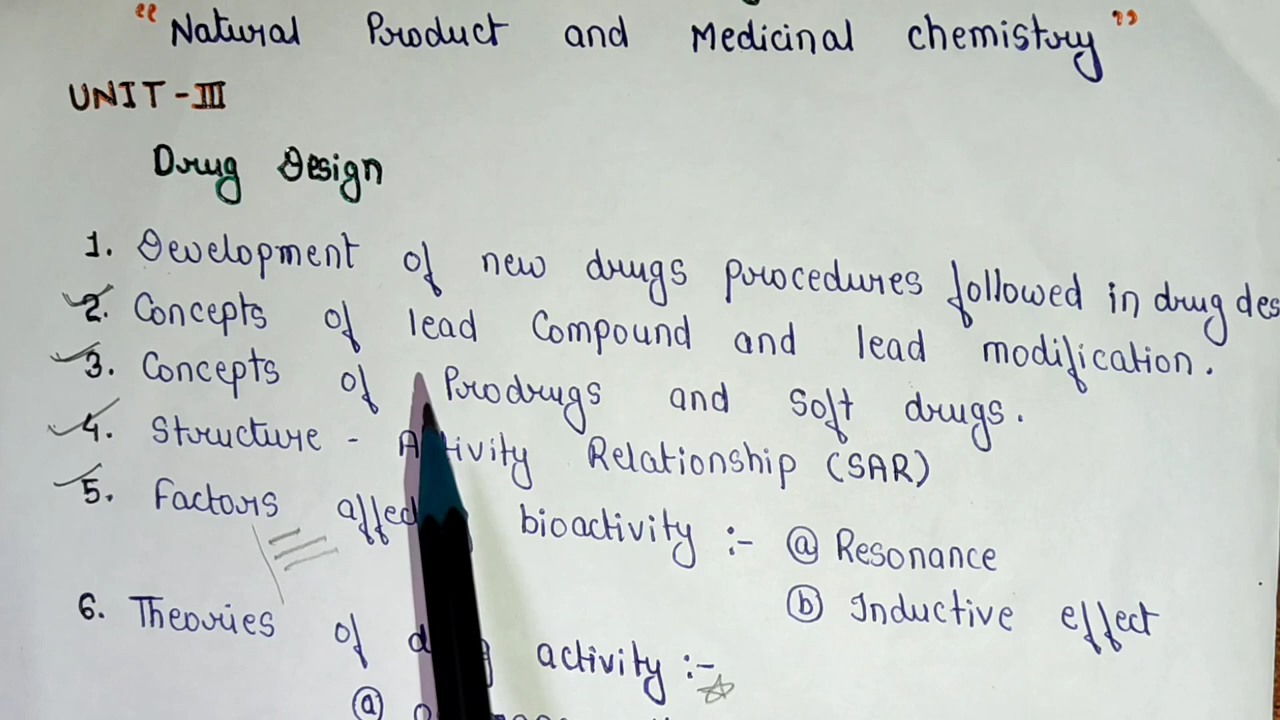 “Natural Product and Medicinal chemistry”
UNIT-III
Drug Design
1. Development of new drugs procedures followed in drug des
2. Concepts of lead Compound and lead modification.
3. Concepts of Prodrugs and Soft drugs.
4. Structure - Activity Relationship (SAR)
5. Factors affec bioactivity :- (a) Resonance
(b) Inductive effect
6. Theories of d activity :-
(a)